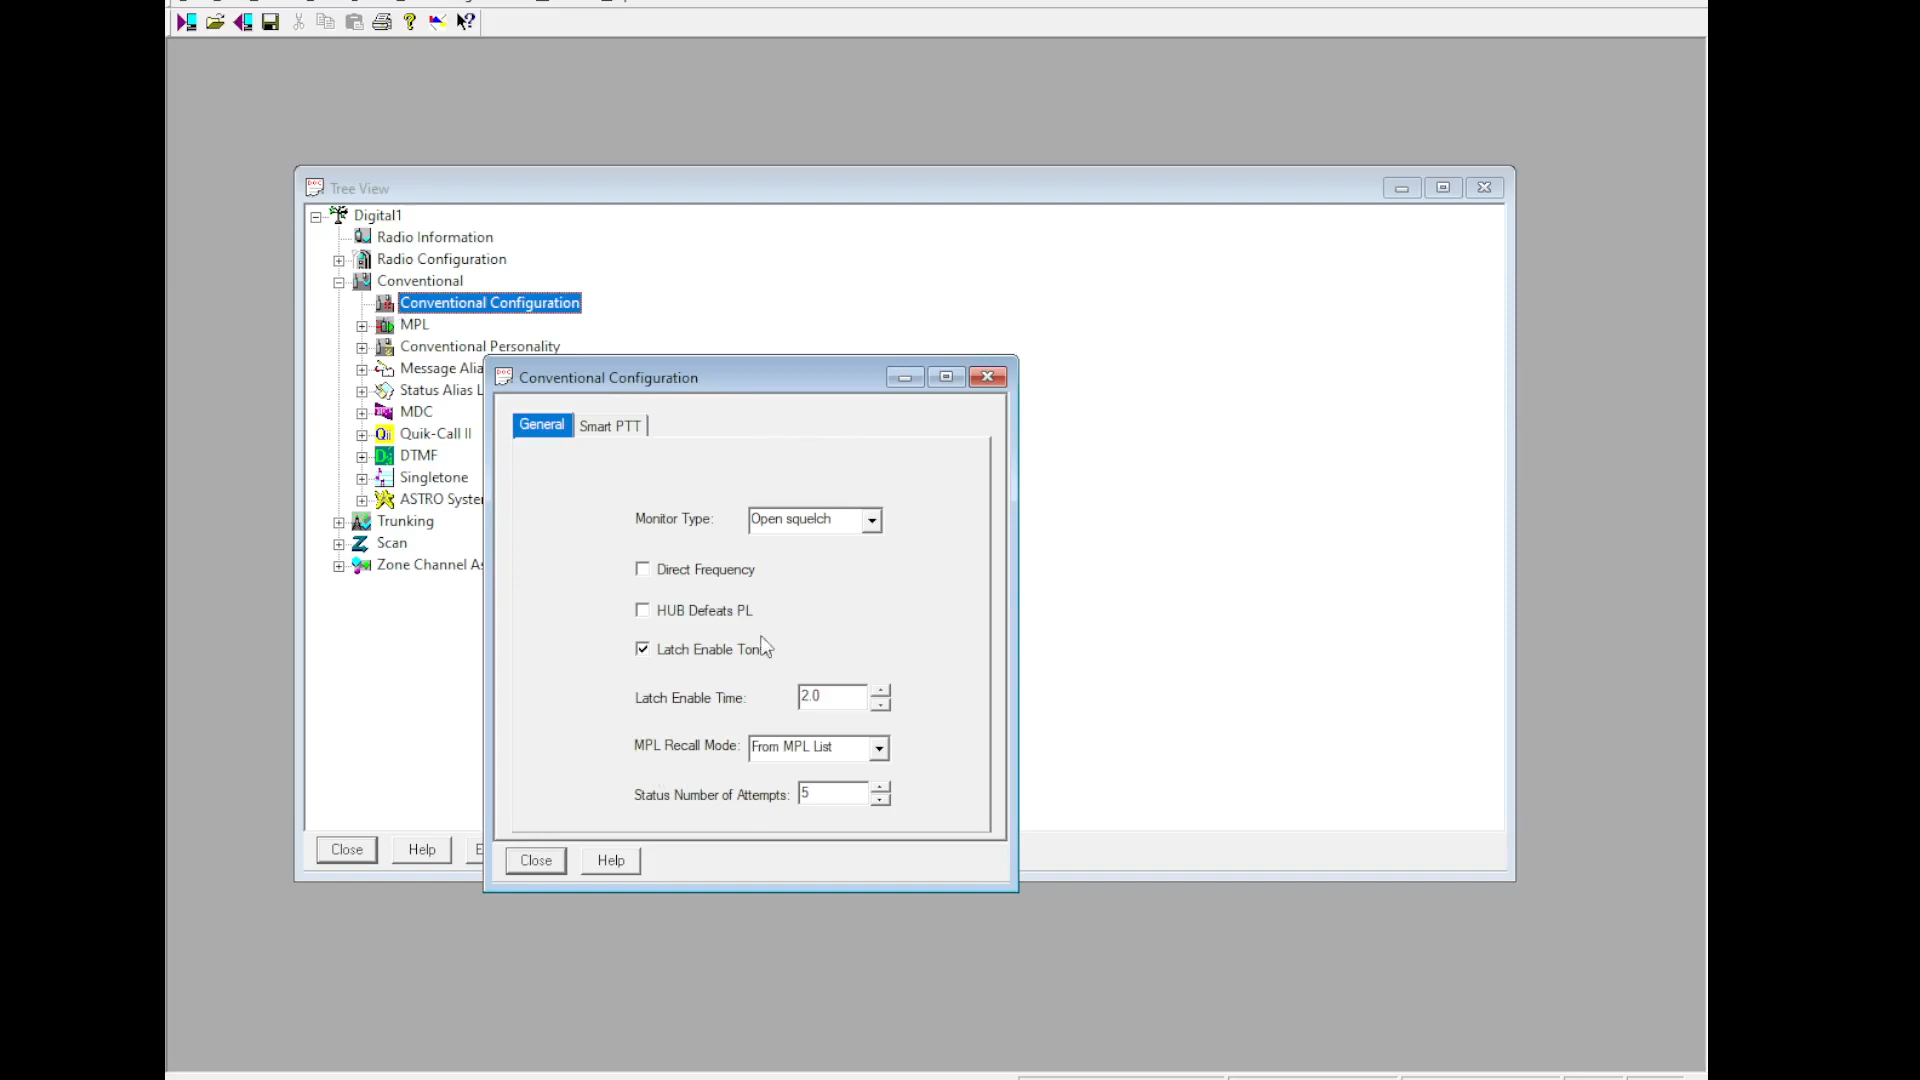 Tree View
Digital1
Radio Information
Radio Configuration
Conventional
Conventional Configuration
MPL
Conventional Personality
Message Alia
Status Alias L
MDC
Quik-Call II
DTMF
Singletone
ASTRO Syster
Trunking
Scan
Zone Channel As
Close
Help
E
Conventional Configuration
General
Smart PTT
Monitor Type:
Open squelch
Direct Frequency
HUB Defeats PL
Latch Enable Ton
Latch Enable Time:
2.0
MPL Recall Mode:
From MPL List
Status Number of Attempts:
5
Close
Help